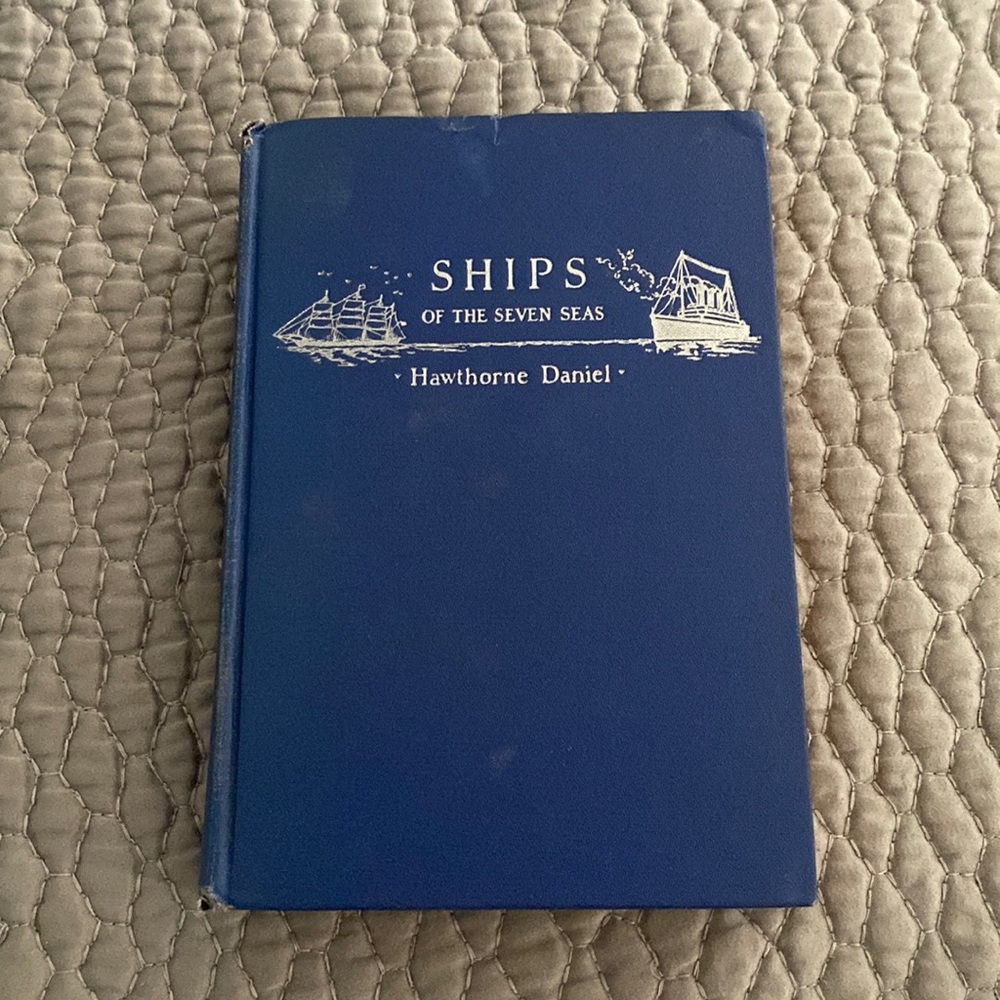 SHIPS
OF THE SEVEN SEAS
Hawthorne Daniel